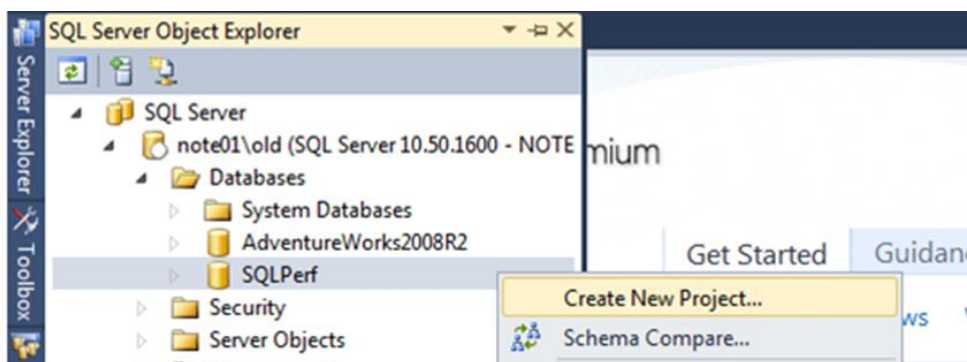 SQL Server Object Explorer
Server Explorer
Toolbox
SQL Server
note01\old (SQL Server 10.50.1600 - NOTE
Databases
System Databases
AdventureWorks2008R2
SQLPerf
Security
Server Objects
mium
Get Started
Guidanc
Create New Project...
Schema Compare...
ws